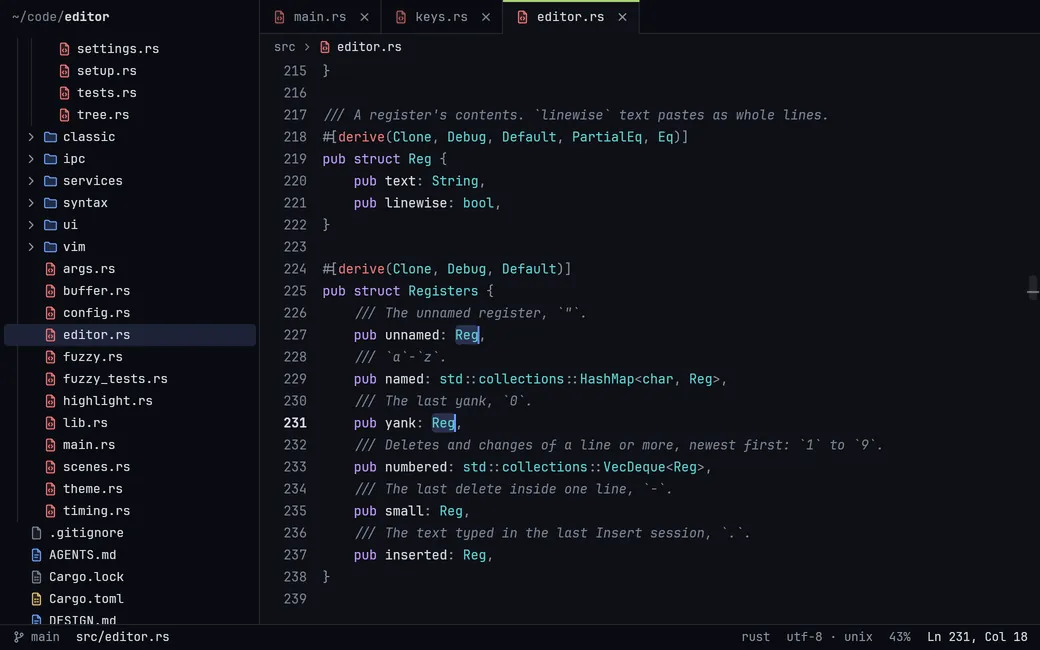 ~/code/editor
main.rs
keys.rs
editor.rs
src > editor.rs
settings.rs
setup.rs
tests.rs
tree.rs
classic
ipc
services
syntax
ui
vim
args.rs
buffer.rs
config.rs
editor.rs
fuzzy.rs
fuzzy_tests.rs
highlight.rs
lib.rs
main.rs
scenes.rs
theme.rs
timing.rs
.gitignore
AGENTS.md
Cargo.lock
Cargo.toml
DESIGN.md
215 }
216
217 /// A register's contents. `linewise` text pastes as whole lines.
218 #[derive(Clone, Debug, Default, PartialEq, Eq)]
219 pub struct Reg {
220     pub text: String,
221     pub linewise: bool,
222 }
223
224 #[derive(Clone, Debug, Default)]
225 pub struct Registers {
226     /// The unnamed register, `"`.
227     pub unnamed: Reg,
228     /// `a`-`z`.
229     pub named: std::collections::HashMap<char, Reg>,
230     /// The last yank, `0`.
231     pub yank: Reg,
232     /// Deletes and changes of a line or more, newest first: `1` to `9`.
233     pub numbered: std::collections::VecDeque<Reg>,
234     /// The last delete inside one line, `-`.
235     pub small: Reg,
236     /// The text typed in the last Insert session, `.`.
237     pub inserted: Reg,
238 }
239
main src/editor.rs
rust utf-8 · unix 43% Ln 231, Col 18